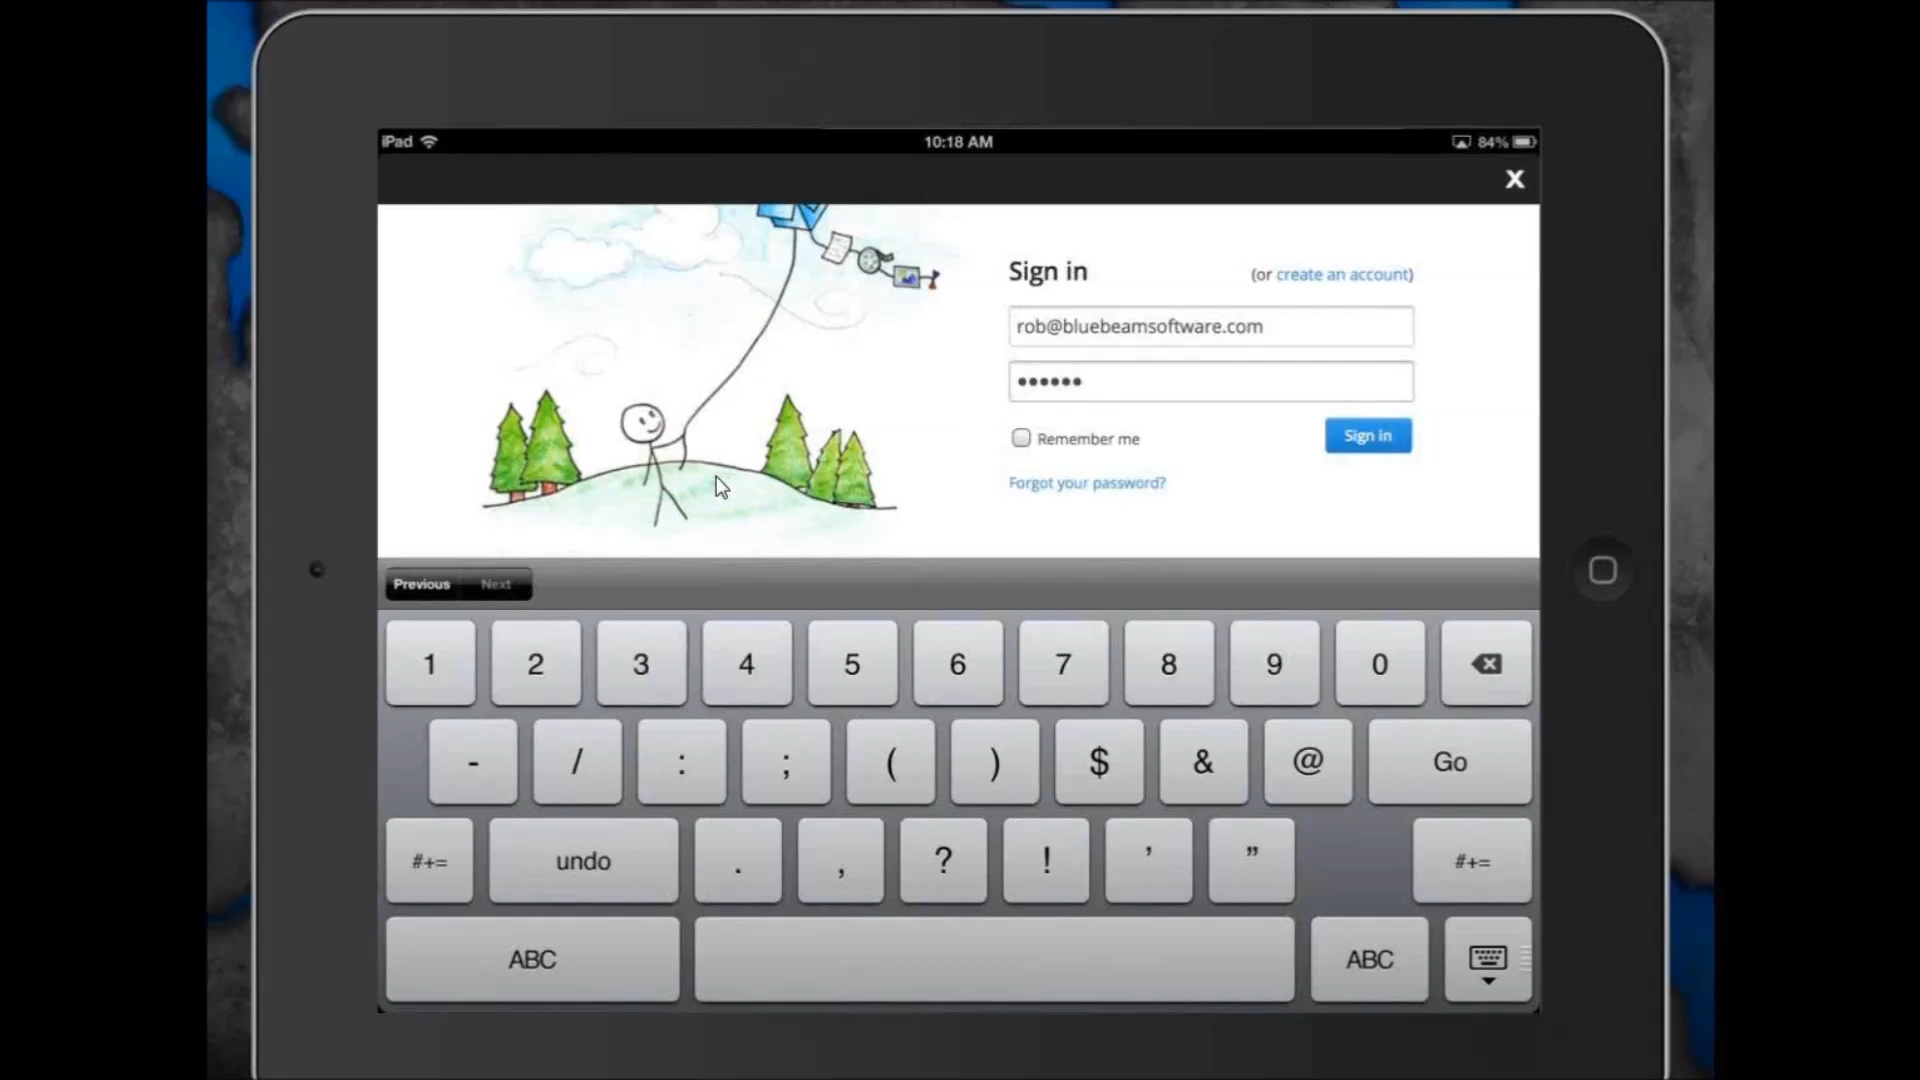 iPad 10:18 AM 84%
X
Sign in (or create an account)
rob@bluebeamsoftware.com
••••••
Remember me Sign in
Forgot your password?
Previous Next
1 2 3 4 5 6 7 8 9 0
- / : ; ( ) $ & @ Go
#+= undo . , ? ! ’ ” #+=
ABC ABC